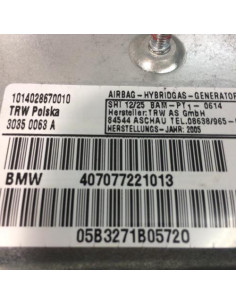 1014028670010
TRW Polska
3035 0063 A
AIRBAG-HYBRIDGAS-GENERATOR
SHI 12/25 BAM-PT1-0614
Hersteller:TRW AS GmbH
84544 ASCHAU TEL.08638/965-
HERSTELLUNGS-JAHR:2005
BMW 407077221013
05B3271B05720